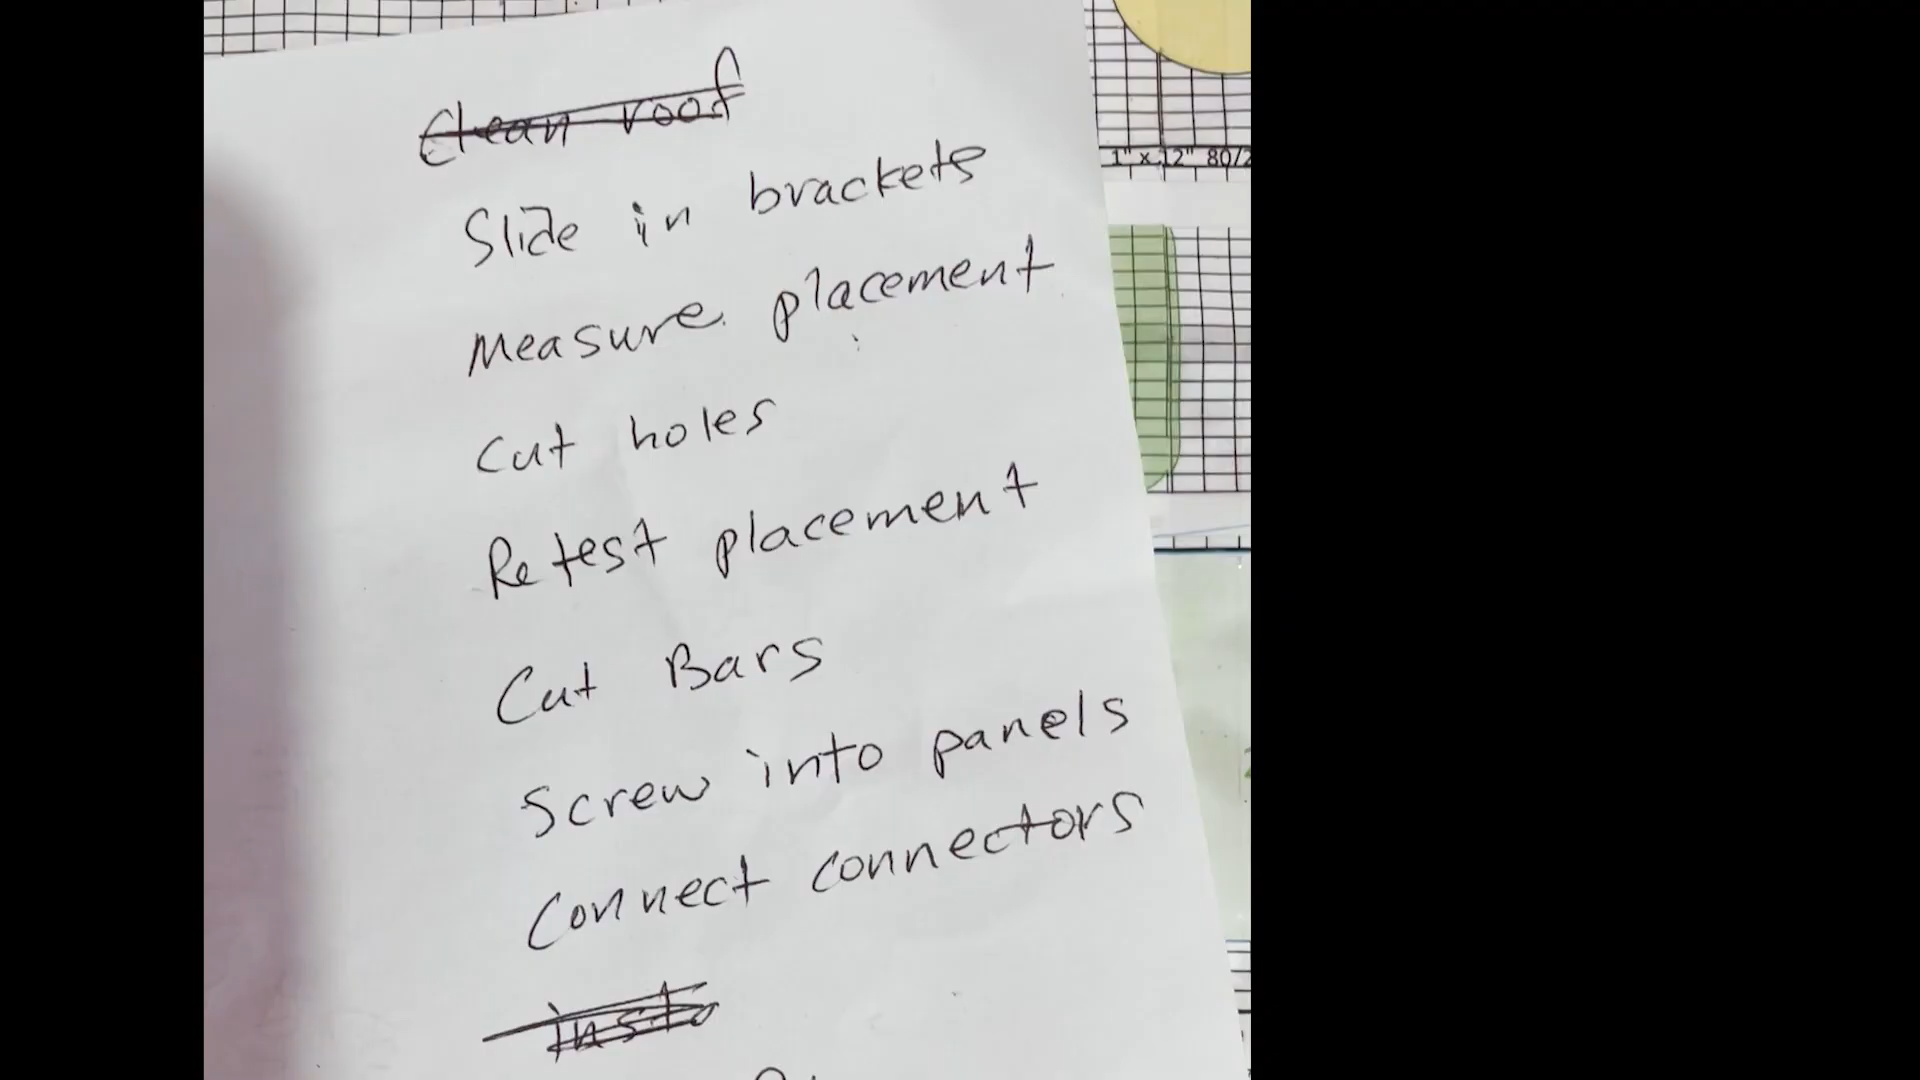 Clean roof
Slide in brackets
Measure placement
Cut holes
Retest placement
Cut Bars
Screw into panels
Connect connectors
1" x 12" 80/2